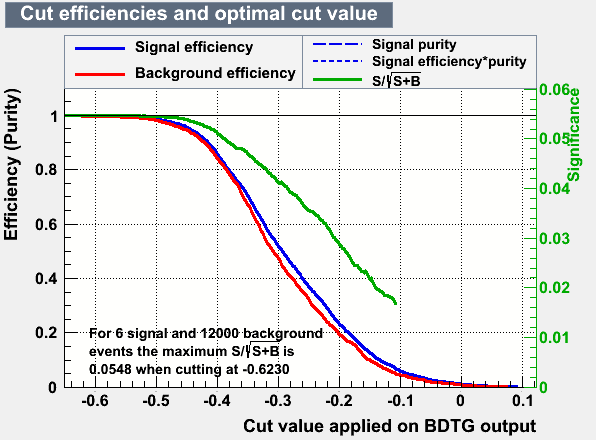 Cut efficiencies and optimal cut value
Signal efficiency
Background efficiency
Signal purity
Signal efficiency*purity
S/√S+B
Efficiency (Purity)
1
0.8
0.6
0.4
0.2
0
0.06
0.05
0.04
0.03
0.02
0.01
0
Significance
For 6 signal and 12000 background
events the maximum S/√S+B is
0.0548 when cutting at -0.6230
-0.6 -0.5 -0.4 -0.3 -0.2 -0.1 0 0.1
Cut value applied on BDTG output